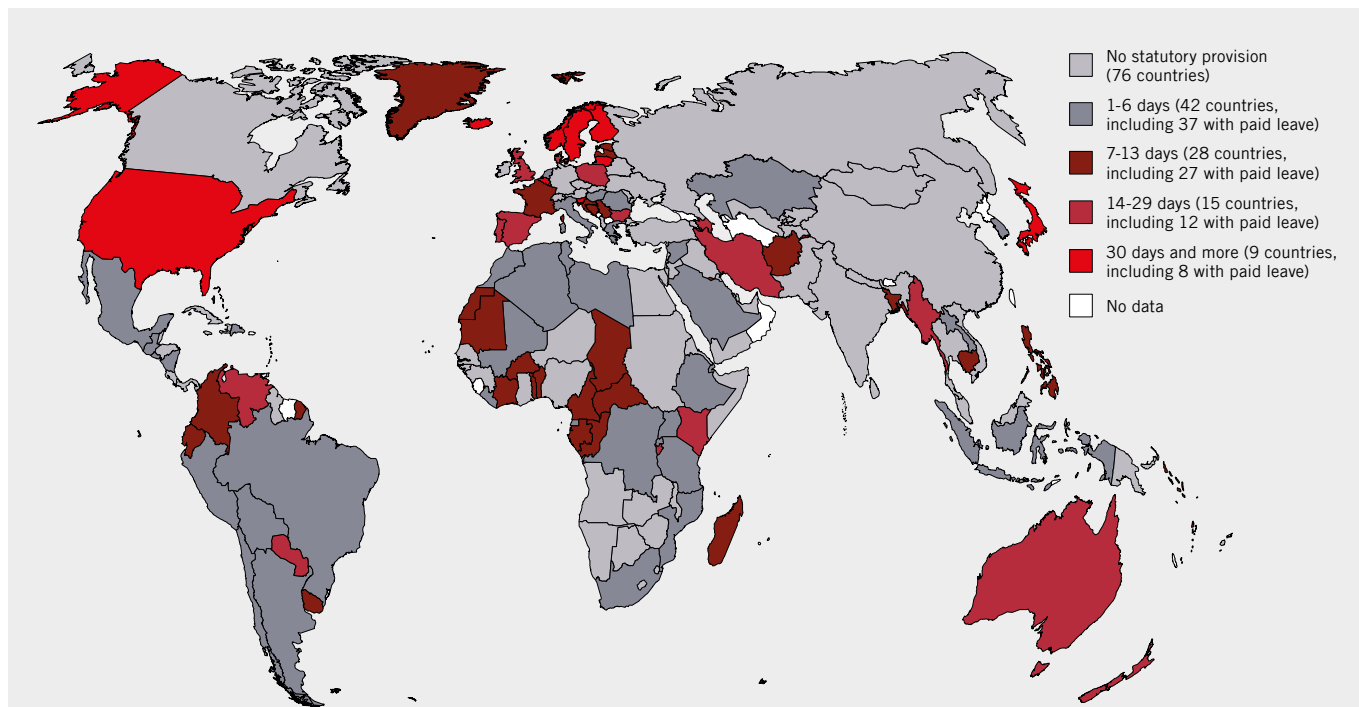 No statutory provision
(76 countries)
1-6 days (42 countries,
including 37 with paid leave)
7-13 days (28 countries,
including 27 with paid leave)
14-29 days (15 countries,
including 12 with paid leave)
30 days and more (9 countries,
including 8 with paid leave)
No data